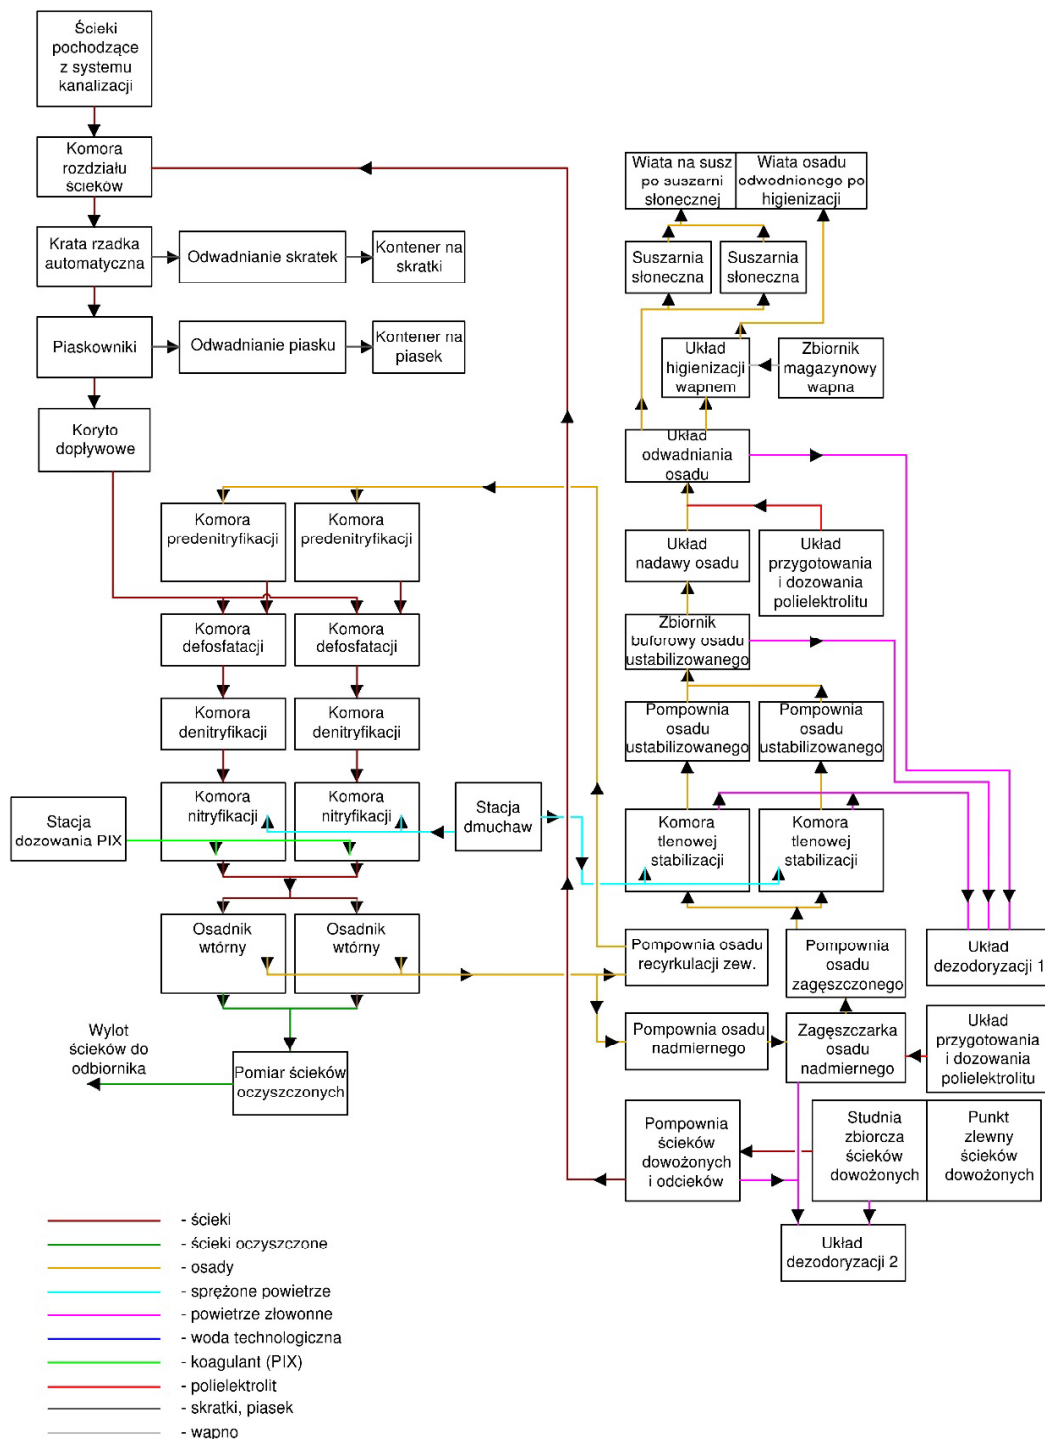 Ścieki
pochodzące
z systemu
kanalizacji
Komora
rozdziału
ścieków
Krata rzadka
automatyczna
Odwadnianie skratek
Kontener na
skratki
Piaskowniki
Odwadnianie piasku
Kontener na
piasek
Koryto
dopływowe
Komora
predenitryfikacji
Komora
predenitryfikacji
Komora
defosfatacji
Komora
defosfatacji
Komora
denitryfikacji
Komora
denitryfikacji
Komora
nitryfikacji
Komora
nitryfikacji
Stacja
dozowania PIX
Stacja
dmuchaw
Osadnik
wtórny
Osadnik
wtórny
Wylot
ścieków do
odbiornika
Pomiar ścieków
oczyszczonych
Wiata na susz
po suszarni
słonecznej
Wiata osadu
odwodnionego po
higienizacji
Suszarnia
słoneczna
Suszarnia
słoneczna
Układ
higienizacji
wapnem
Zbiornik
magazynowy
wapna
Układ
odwadniania
osadu
Układ
nadawy osadu
Układ
przygotowania
i dozowania
polielektrolitu
Zbiornik
buforowy osadu
ustabilizowanego
Pompownia
osadu
ustabilizowanego
Pompownia
osadu
ustabilizowanego
Komora
tlenowej
stabilizacji
Komora
tlenowej
stabilizacji
Pompownia osadu
recyrkulacji zew.
Pompownia
osadu
zagęszczonego
Układ
dezodoryzacji 1
Pompownia osadu
nadmiernego
Zagęszczarka
osadu
nadmiernego
Układ
przygotowania
i dozowania
polielektrolitu
Pompownia
ścieków
dowożonych
i odcieków
Studnia
zbiorcza
ścieków
dowożonych
Punkt
zlewny
ścieków
dowożonych
Układ
dezodoryzacji 2
- ścieki
- ścieki oczyszczone
- osady
- sprężone powietrze
- powietrze złowonne
- woda technologiczna
- koagulant (PIX)
- polielektrolit
- skratki, piasek
- wapno